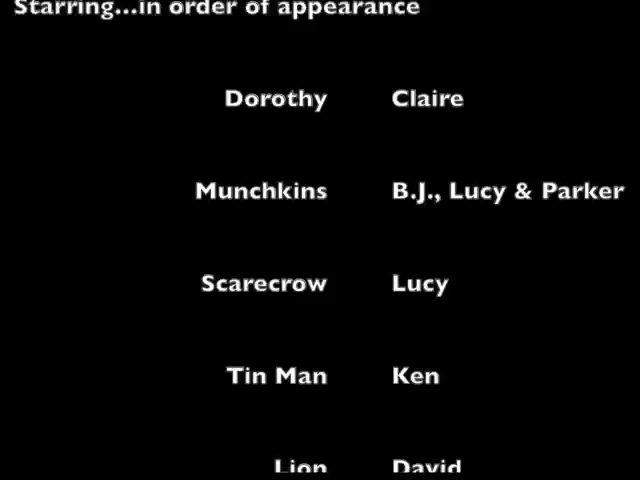 Starring...in order of appearance
Dorothy Claire
Munchkins B.J., Lucy & Parker
Scarecrow Lucy
Tin Man Ken
Lion David